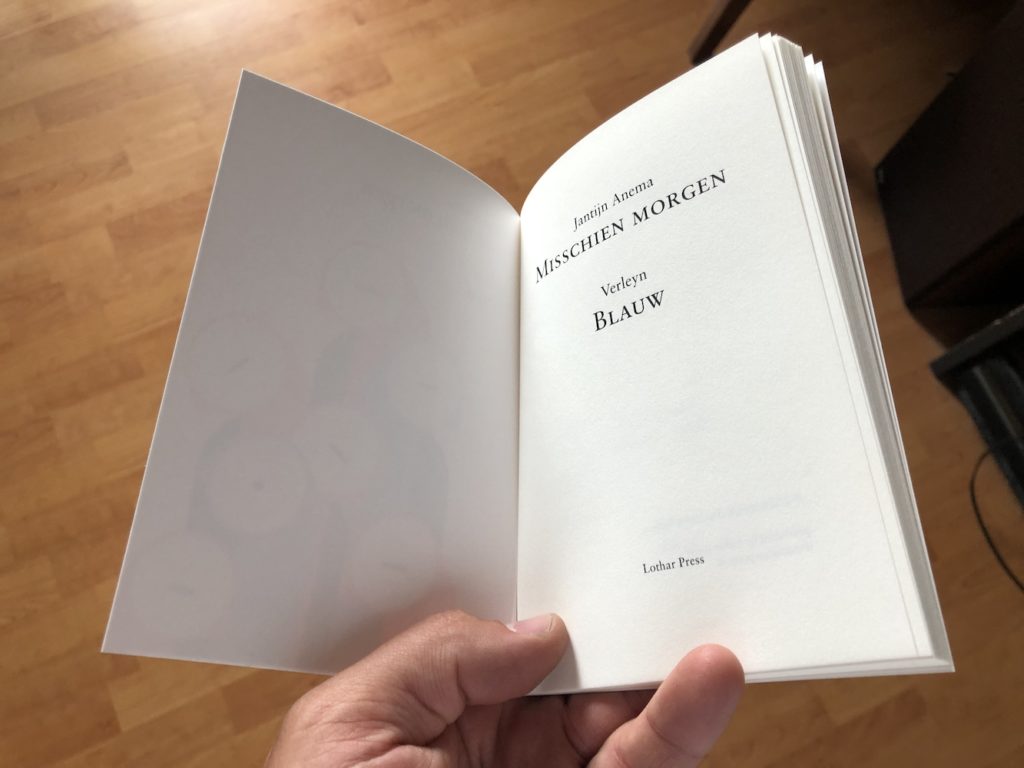 Jantijn Anema
Misschien morgen
Verleyn
Blauw
Lothar Press